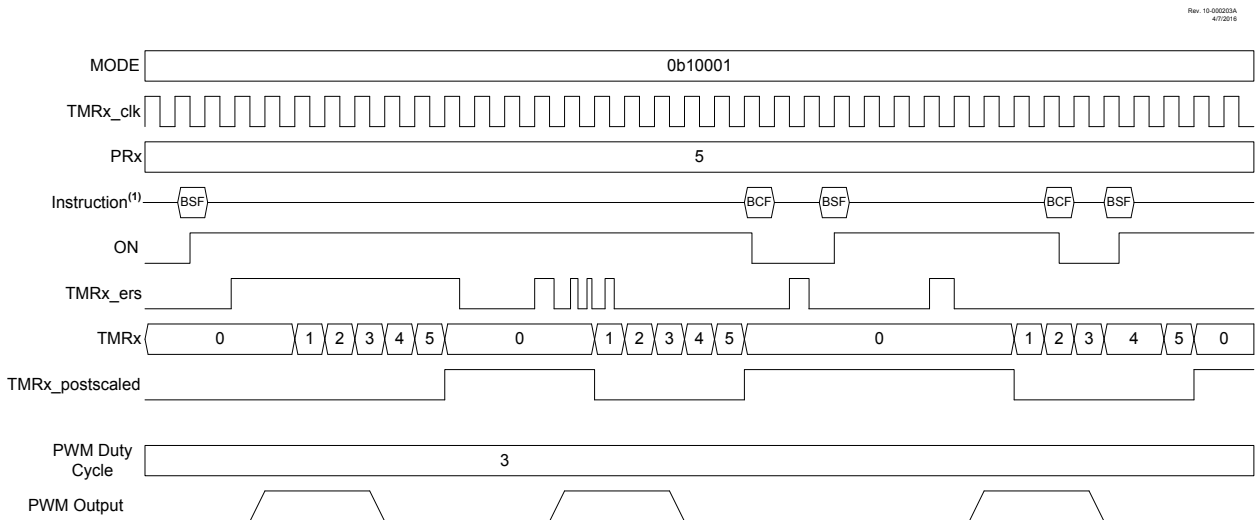 Rev. 10-000203A
4/7/2016
MODE 0b10001
TMRx_clk
PRx 5
Instruction(1) BSF BCF BSF BCF BSF
ON
TMRx_ers
TMRx 0 1 2 3 4 5 0 1 2 3 4 5 0 1 2 3 4 5 0
TMRx_postscaled
PWM Duty
Cycle 3
PWM Output